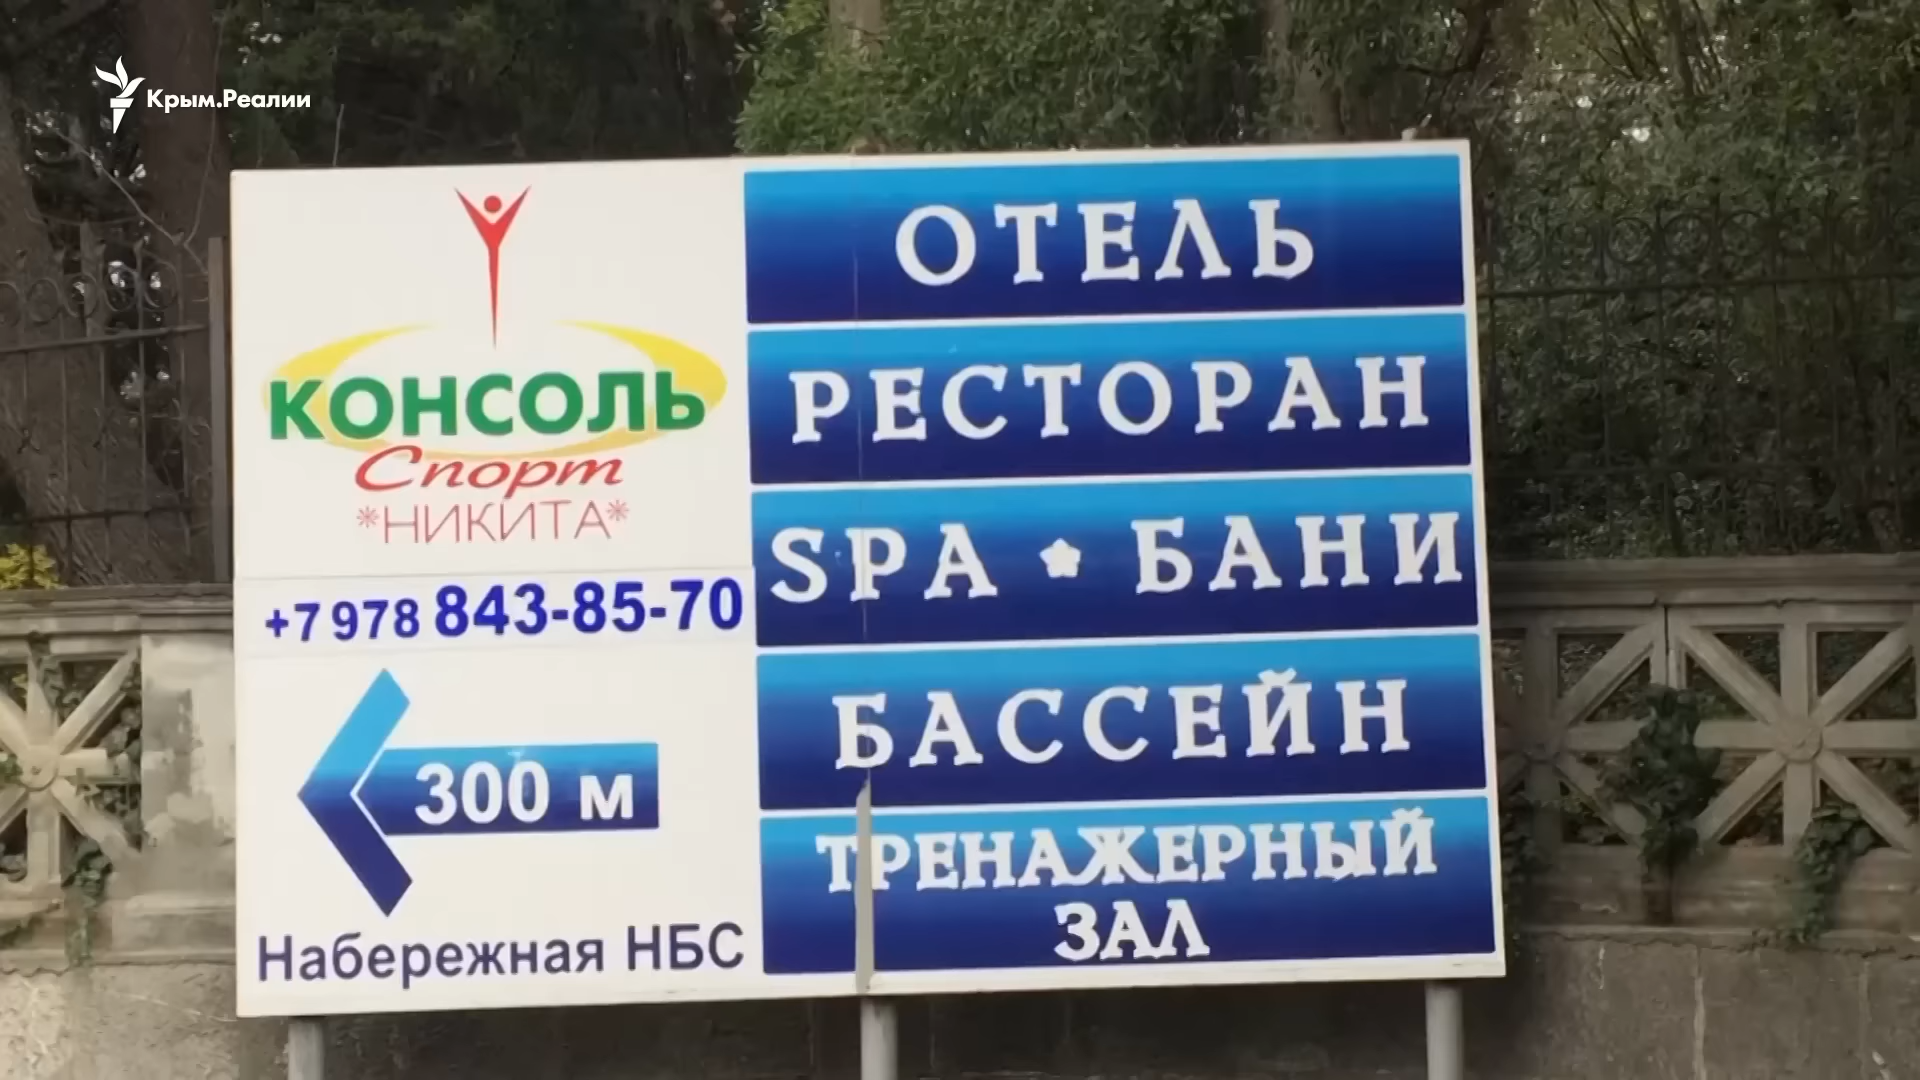 Крым.Реалии
КОНСОЛЬ
Спорт
*НИКИТА*
+7 978 843-85-70
300 м
Набережная НБС
ОТЕЛЬ
РЕСТОРАН
SPA • БАНИ
БАССЕЙН
ТРЕНАЖЕРНЫЙ
ЗАЛ